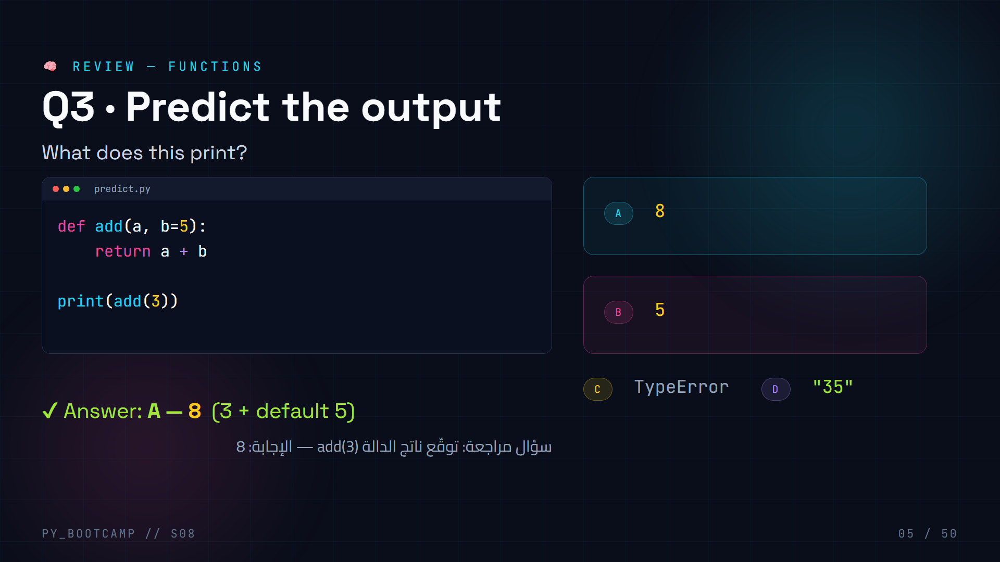 🧠 REVIEW — FUNCTIONS
Q3 · Predict the output
What does this print?
predict.py
def add(a, b=5):
    return a + b
print(add(3))
A 8
B 5
C TypeError D "35"
✓ Answer: A — 8 (3 + default 5)
سؤال مراجعة: توقّع ناتج الدالة add(3) — الإجابة: 8
PY_BOOTCAMP // S08
05 / 50